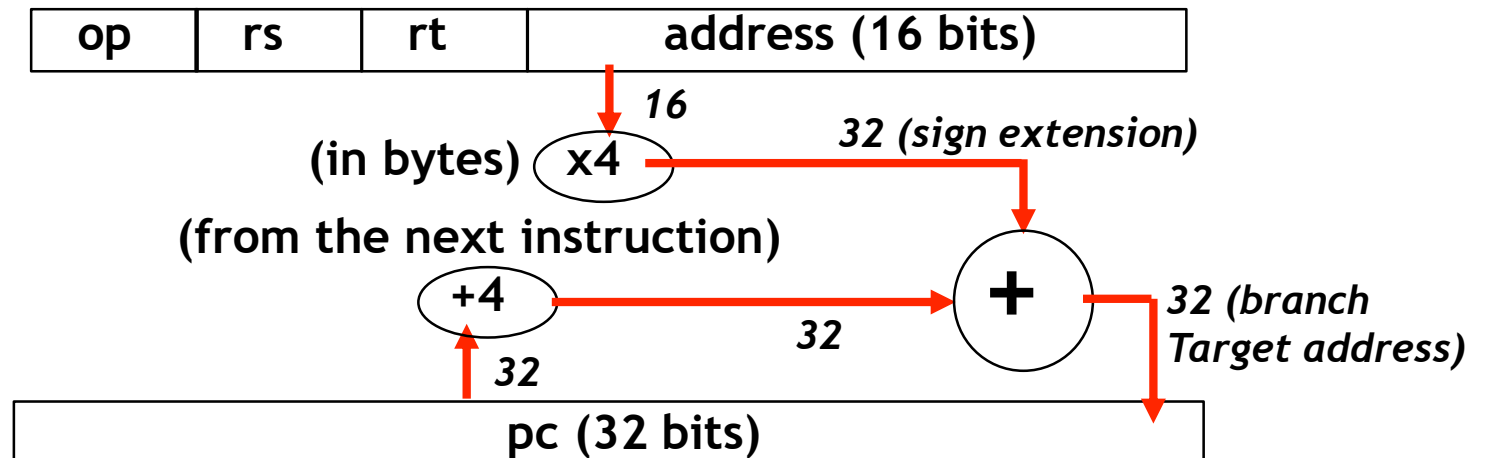 op rs rt address (16 bits)
16
32 (sign extension)
(in bytes) x4
(from the next instruction)
+4
+
32 (branch
Target address)
32
32
pc (32 bits)